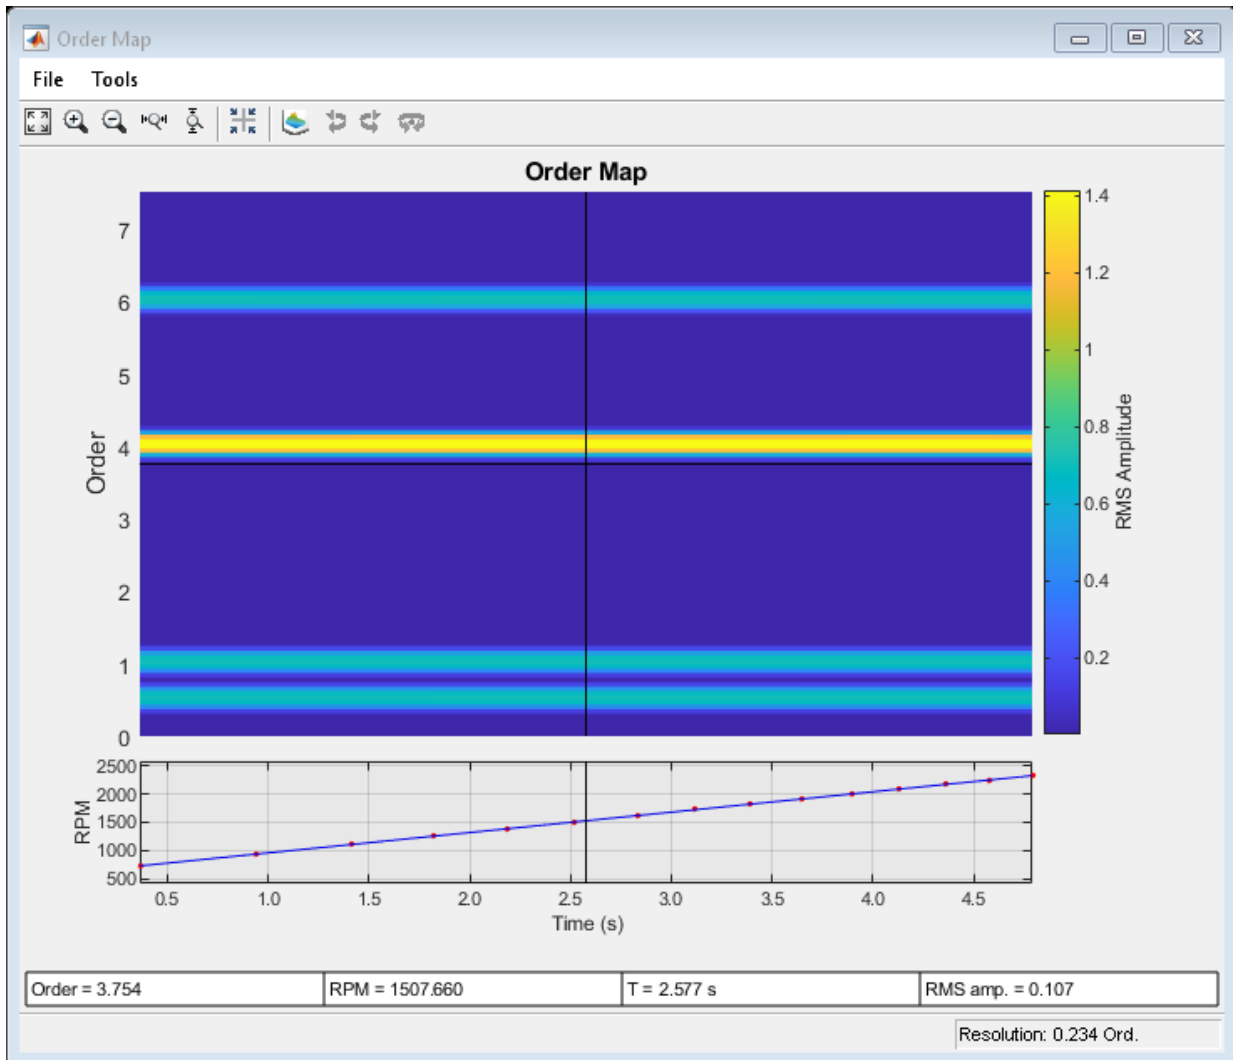 Order Map
File Tools
Order Map
7
6
5
4
3
2
1
0
Order
1.4
1.2
1
0.8
0.6
0.4
0.2
RMS Amplitude
2500
2000
1500
1000
500
RPM
0.5 1.0 1.5 2.0 2.5 3.0 3.5 4.0 4.5
Time (s)
Order = 3.754 RPM = 1507.660 T = 2.577 s RMS amp. = 0.107
Resolution: 0.234 Ord.